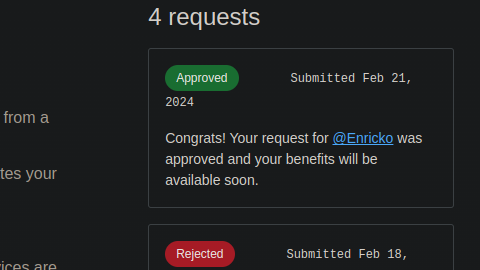 4 requests
Approved Submitted Feb 21,
2024
from a
Congrats! Your request for @Enricko was
approved and your benefits will be
tes your
available soon.
Rejected Submitted Feb 18,
ices are